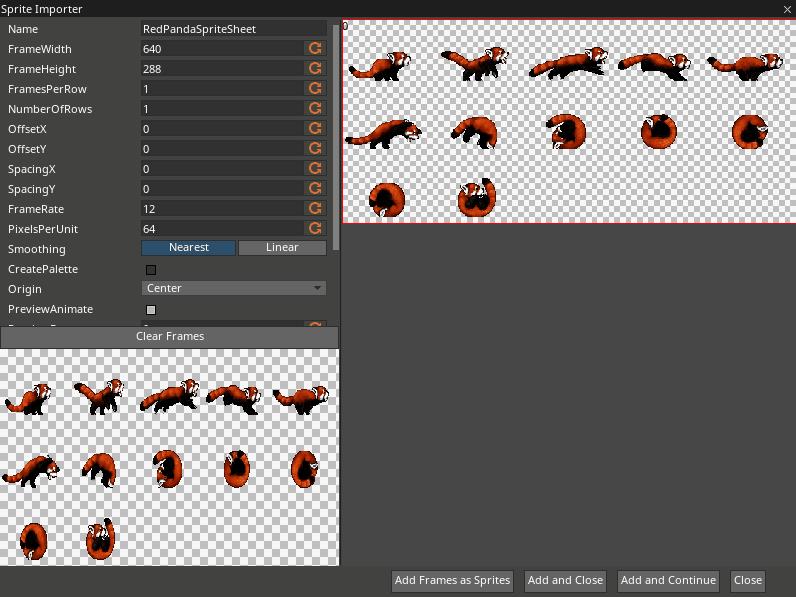 Sprite Importer
Name RedPandaSpriteSheet
FrameWidth 640
FrameHeight 288
FramesPerRow 1
NumberOfRows 1
OffsetX 0
OffsetY 0
SpacingX 0
SpacingY 0
FrameRate 12
PixelsPerUnit 64
Smoothing Nearest Linear
CreatePalette
Origin Center
PreviewAnimate
Clear Frames
0
Add Frames as Sprites Add and Close Add and Continue Close